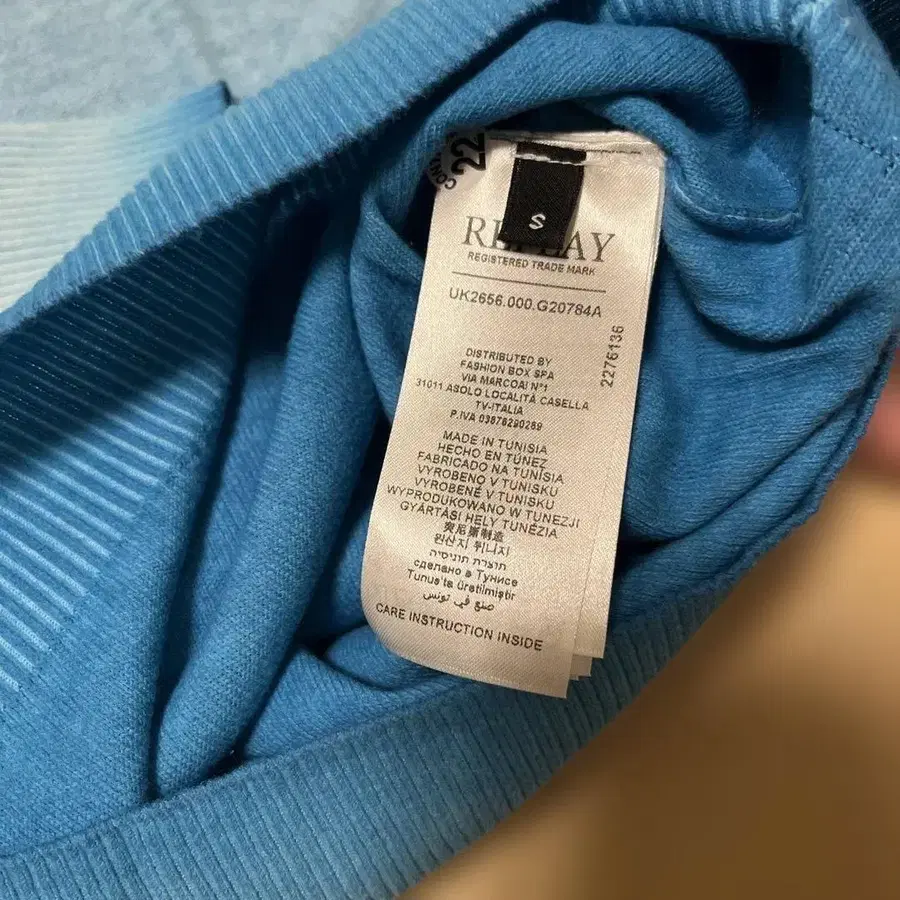 CON
22
S
REPLAY
REGISTERED TRADE MARK
UK2656.000.G20784A
2276136
DISTRIBUTED BY
FASHION BOX SPA
VIA MARCOAI N°1
31011 ASOLO LOCALITÀ CASELLA
TV-ITALIA
P.IVA 03878290269
MADE IN TUNISIA
HECHO EN TÚNEZ
FABRICADO NA TUNÍSIA
VYROBENO V TUNISKU
VYROBENÉ V TUNISKU
WYPRODUKOWANO W TUNEZJI
GYÁRTÁSI HELY TUNÉZIA
突尼斯制造
원산지 튀니지
תוצרת תוניסיה
сделано в Тунисе
Tunus'ta üretilmiştir
صنع في تونس
CARE INSTRUCTION INSIDE